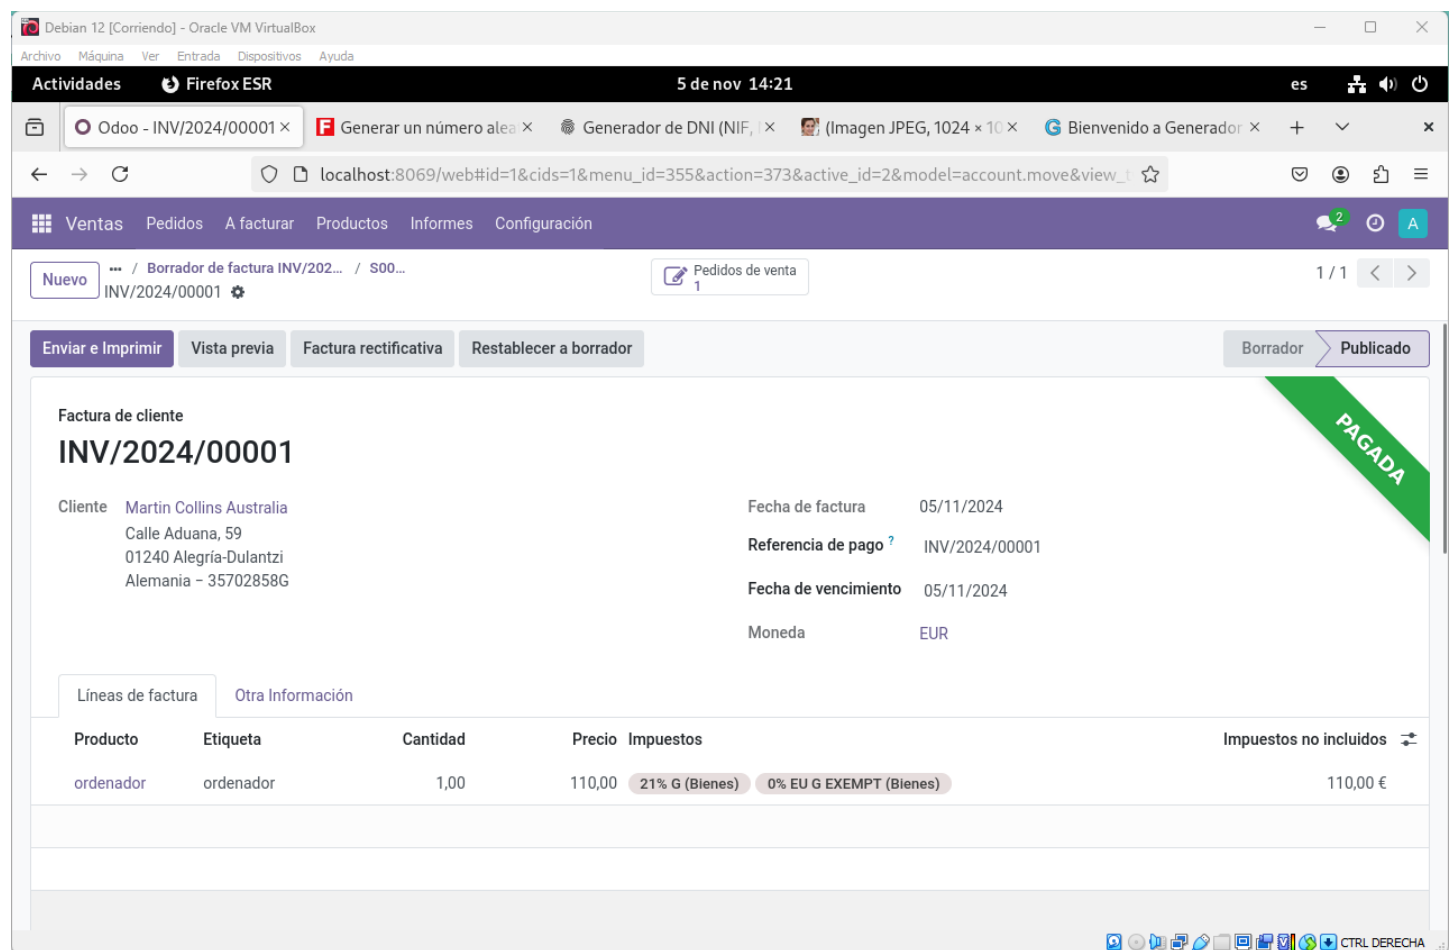 Debian 12 [Corriendo] - Oracle VM VirtualBox
Archivo Máquina Ver Entrada Dispositivos Ayuda
Actividades Firefox ESR 5 de nov 14:21 es
Odoo - INV/2024/00001 Generar un número alea Generador de DNI (NIF, (Imagen JPEG, 1024 × 10 Bienvenido a Generador
localhost:8069/web#id=1&cids=1&menu_id=355&action=373&active_id=2&model=account.move&view_t
Ventas Pedidos A facturar Productos Informes Configuración 2 A
Nuevo ... / Borrador de factura INV/202... / S00... Pedidos de venta 1 / 1
INV/2024/00001 1
Enviar e Imprimir Vista previa Factura rectificativa Restablecer a borrador Borrador Publicado
PAGADA
Factura de cliente
INV/2024/00001
Cliente Martin Collins Australia Fecha de factura 05/11/2024
Calle Aduana, 59
01240 Alegría-Dulantzi Referencia de pago ? INV/2024/00001
Alemania – 35702858G
Fecha de vencimiento 05/11/2024
Moneda EUR
Líneas de factura Otra Información
Producto Etiqueta Cantidad Precio Impuestos Impuestos no incluidos
ordenador ordenador 1,00 110,00 21% G (Bienes) 0% EU G EXEMPT (Bienes) 110,00 €
CTRL DERECHA